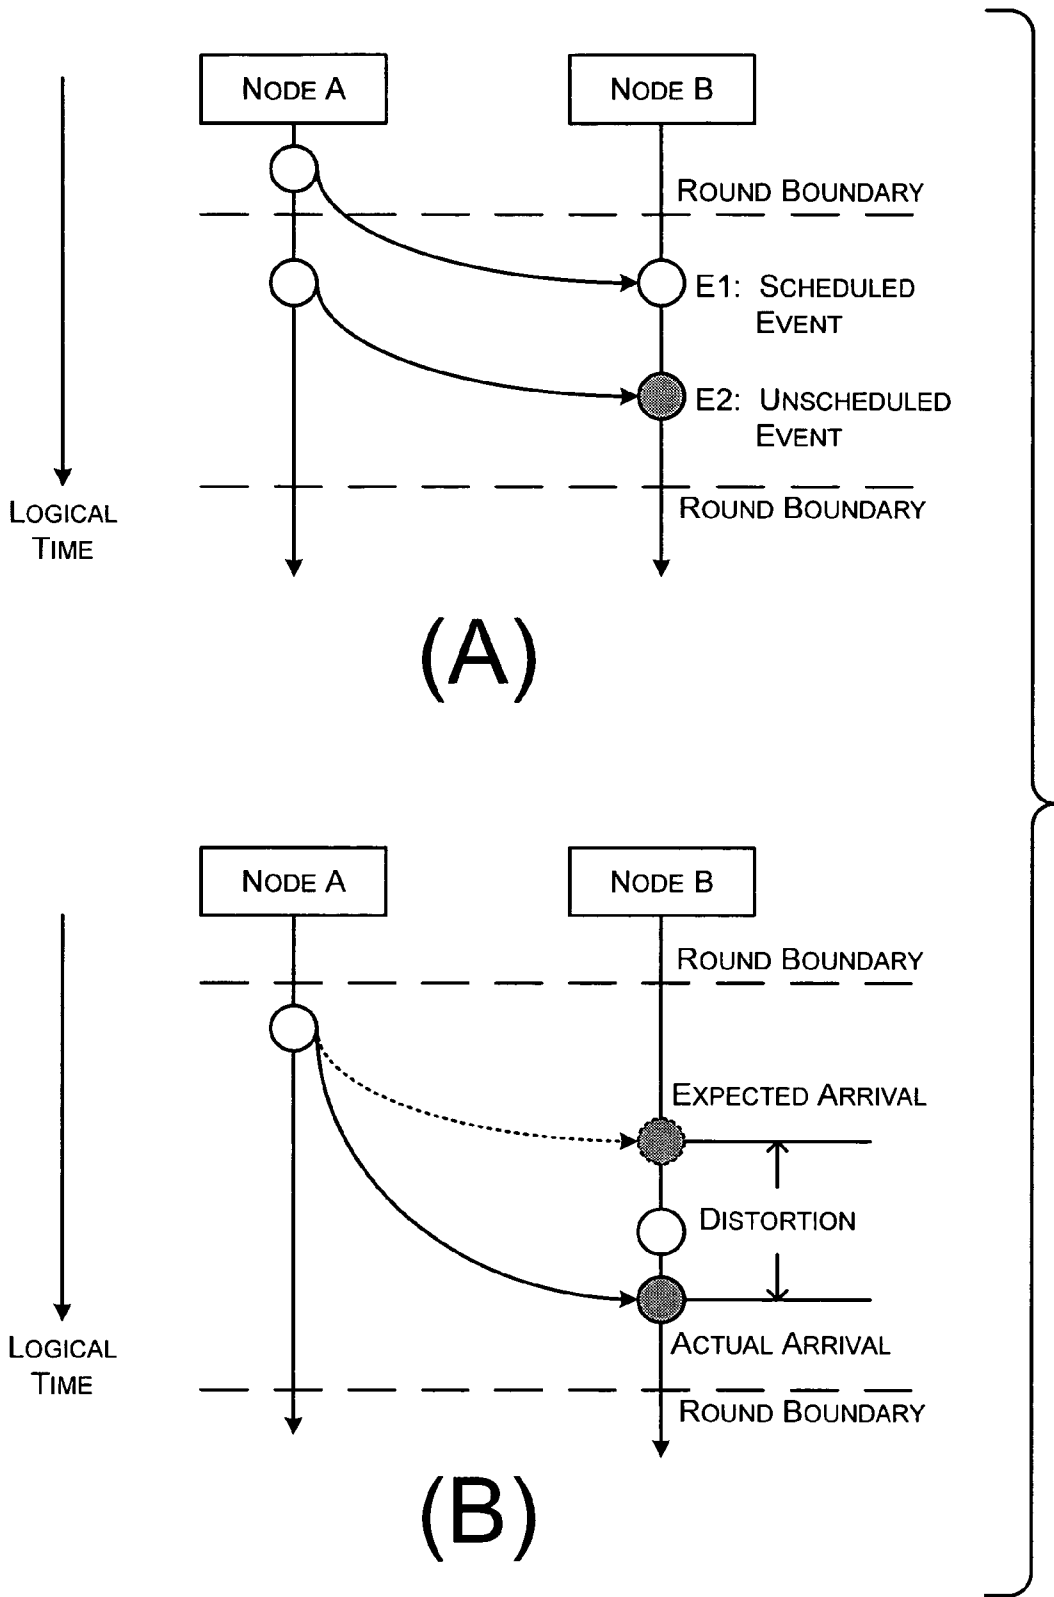 NODE A
NODE B
ROUND BOUNDARY
E1: SCHEDULED
EVENT
E2: UNSCHEDULED
EVENT
ROUND BOUNDARY
LOGICAL
TIME
(A)
NODE A
NODE B
ROUND BOUNDARY
EXPECTED ARRIVAL
DISTORTION
ACTUAL ARRIVAL
LOGICAL
TIME
ROUND BOUNDARY
(B)